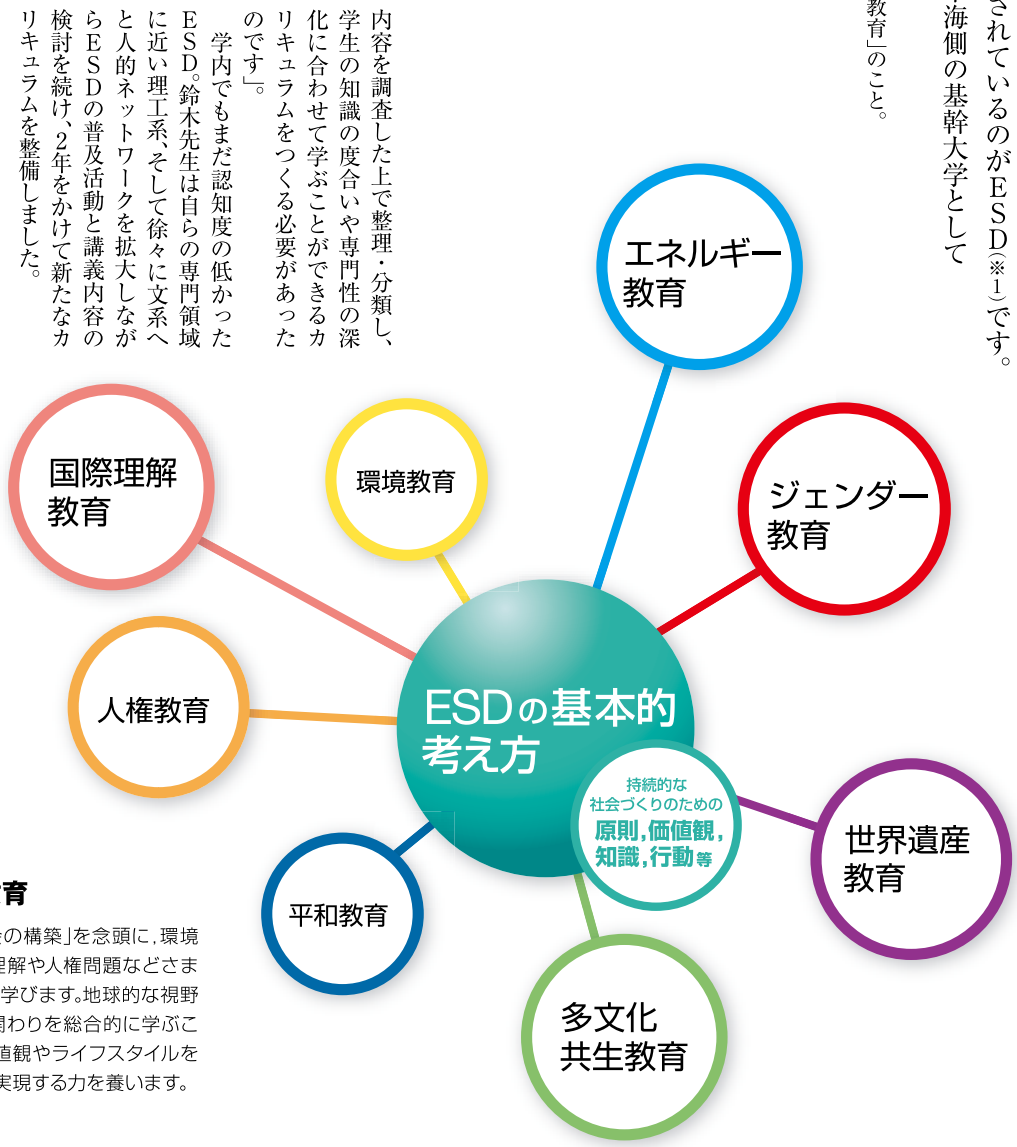 されているのがＥＳＤ（※１）です。
海側の基幹大学として
教育」のこと。
内容を調査した上で整理・分類し、
学生の知識の度合いや専門性の深
化に合わせて学ぶことができるカ
リキュラムをつくる必要があった
のです」。
学内でもまだ認知度の低かった
ＥＳＤ。鈴木先生は自らの専門領域
に近い理工系、そして徐々に文系へ
と人的ネットワークを拡大しなが
らＥＳＤの普及活動と講義内容の
検討を続け、２年をかけて新たなカ
リキュラムを整備しました。
エネルギー
教育
ジェンダー
教育
環境教育
国際理解
教育
人権教育
ESDの基本的
考え方
持続的な
社会づくりのための
原則，価値観，
知識，行動 等
世界遺産
教育
平和教育
多文化
共生教育
育
の構築」を念頭に，環境
理解や人権問題などさま
学びます。地球的な視野
関わりを総合的に学ぶこ
値観やライフスタイルを
実現する力を養います。